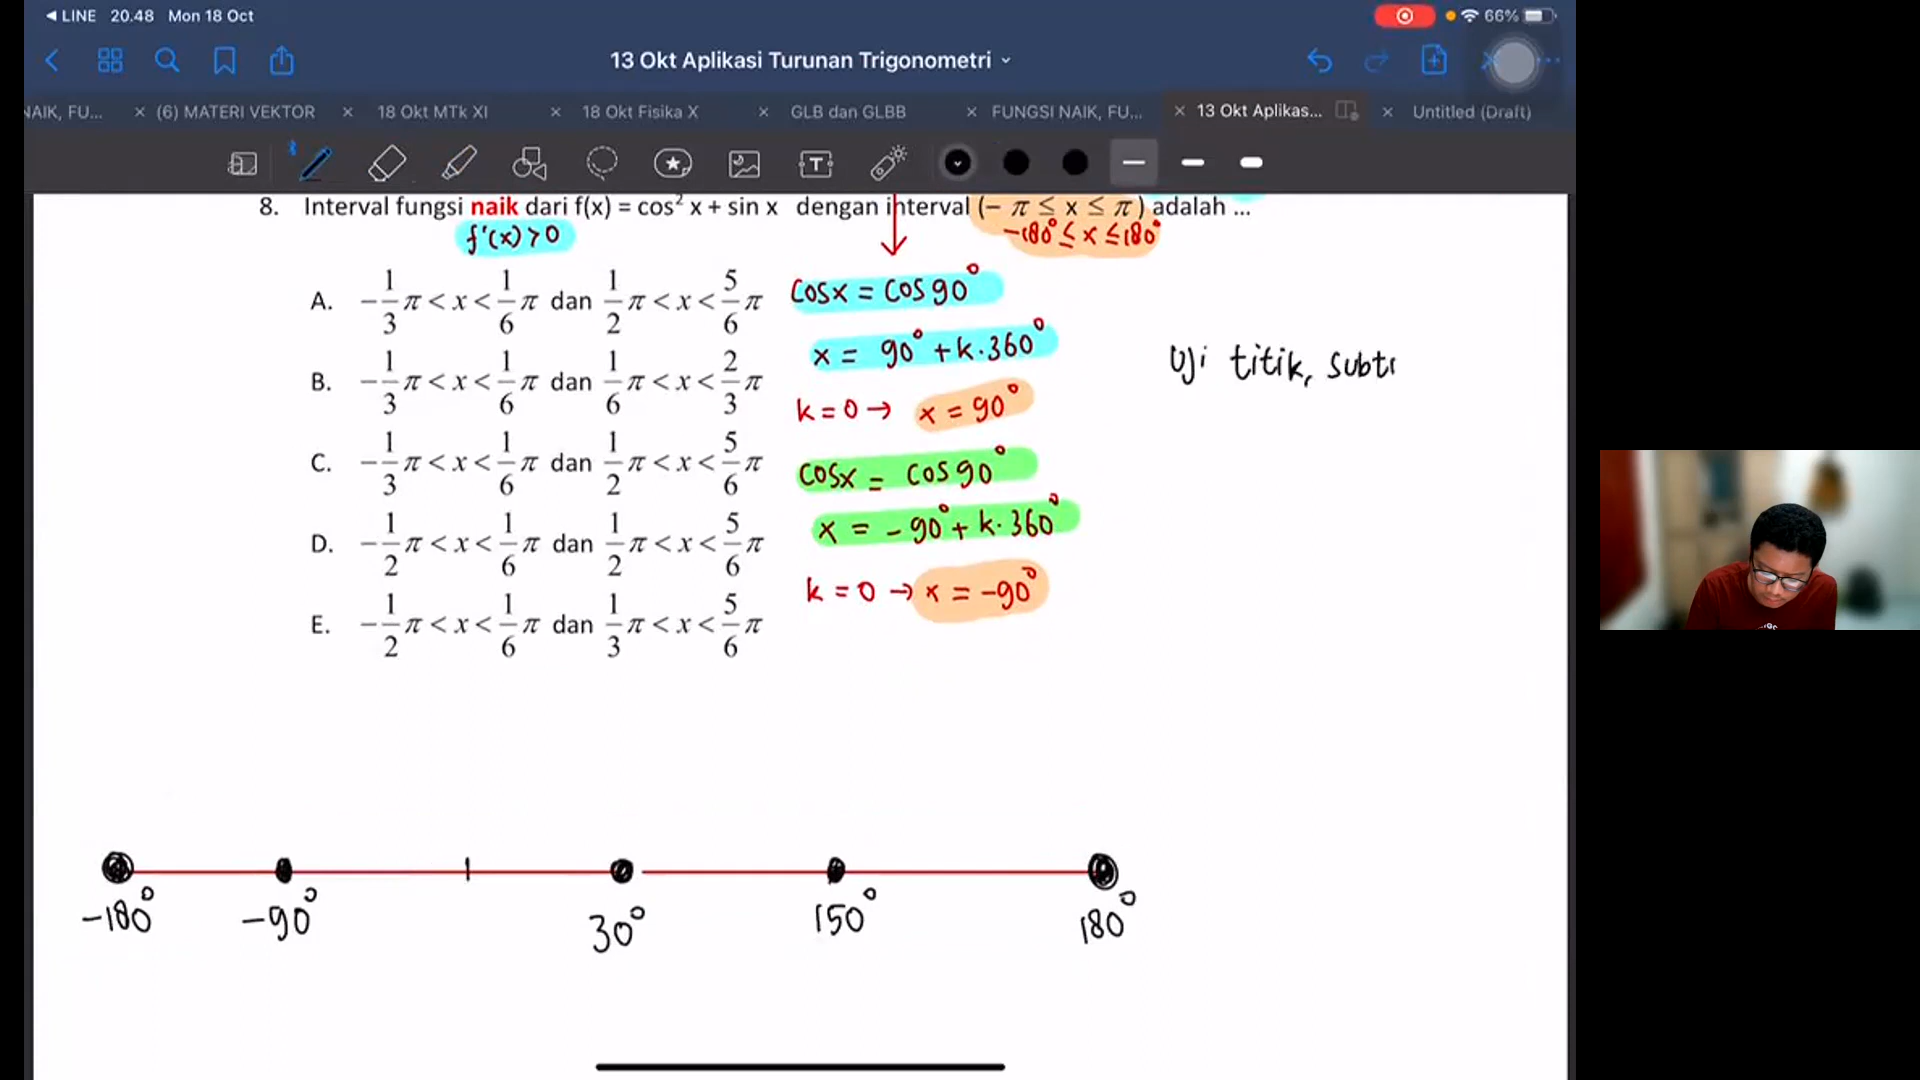 LINE 20.48 Mon 18 Oct 66%
13 Okt Aplikasi Turunan Trigonometri
NAIK, FU... (6) MATERI VEKTOR 18 Okt MTk XI 18 Okt Fisika X GLB dan GLBB FUNGSI NAIK, FU... 13 Okt Aplikas... Untitled (Draft)
8. Interval fungsi naik dari f(x) = cos² x + sin x dengan interval (− π ≤ x ≤ π) adalah ...
f'(x) > 0
-180° ≤ x ≤ 180°
A. −1/3 π < x < 1/6 π dan 1/2 π < x < 5/6 π
B. −1/3 π < x < 1/6 π dan 1/6 π < x < 2/3 π
C. −1/3 π < x < 1/6 π dan 1/2 π < x < 5/6 π
D. −1/2 π < x < 1/6 π dan 1/2 π < x < 5/6 π
E. −1/2 π < x < 1/6 π dan 1/3 π < x < 5/6 π
cosx = cos 90°
x = 90° + k.360°
k = 0 → x = 90°
cosx = cos 90°
x = -90° + k.360°
k = 0 → x = -90°
Uji titik, subti
-180° -90° 30° 150° 180°